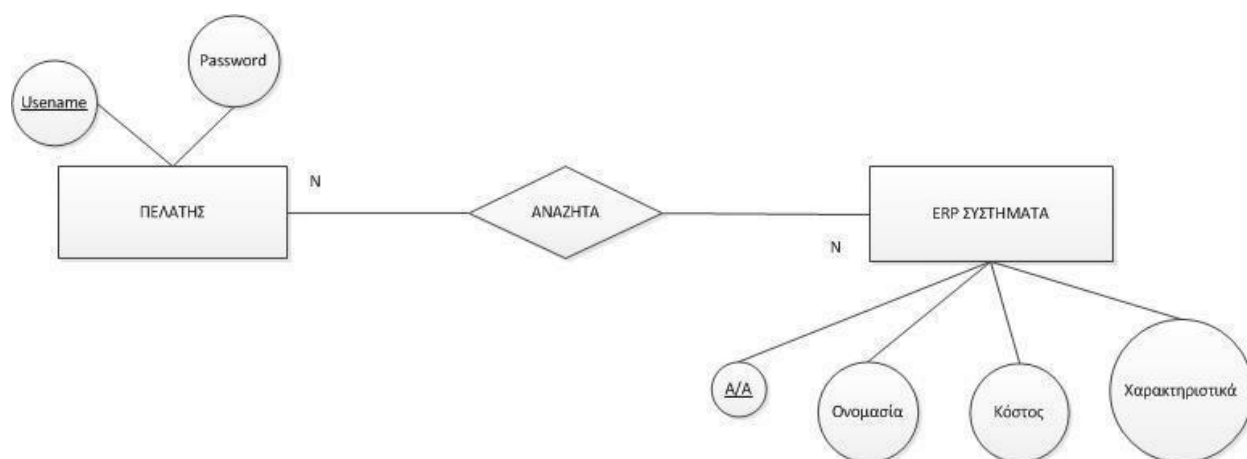 Password
Usename
N
ΠΕΛΑΤΗΣ
ΑΝΑΖΗΤΑ
ERP ΣΥΣΤΗΜΑΤΑ
N
Α/Α
Ονομασία
Κόστος
Χαρακτηριστικά